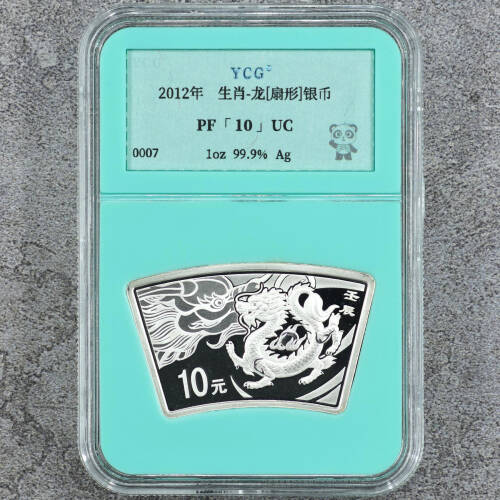 YCG
2012年 生肖-龙[扇形]银币
PF「10」UC
0007
1oz 99.9% Ag
壬辰
10元